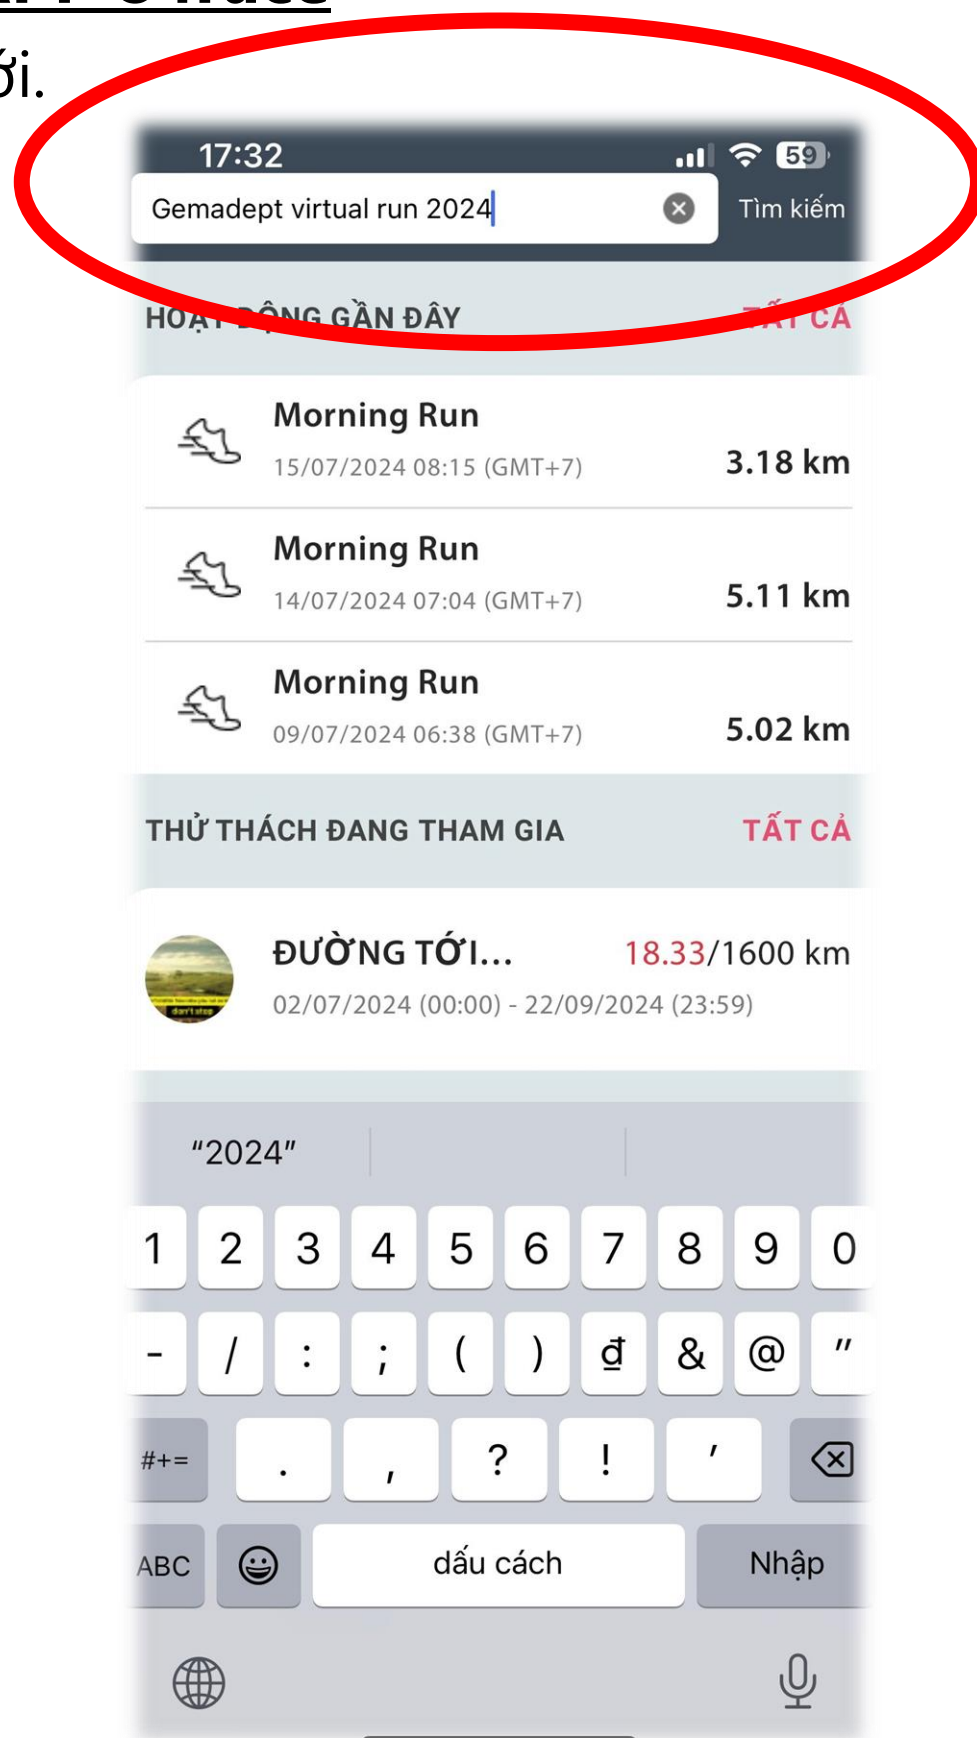 ới.
17:32
59
Gemadept virtual run 2024
Tìm kiếm
HOẠT ĐỘNG GẦN ĐÂY
TẤT CẢ
Morning Run
15/07/2024 08:15 (GMT+7)
3.18 km
Morning Run
14/07/2024 07:04 (GMT+7)
5.11 km
Morning Run
09/07/2024 06:38 (GMT+7)
5.02 km
THỬ THÁCH ĐANG THAM GIA
TẤT CẢ
ĐƯỜNG TỚI...
18.33/1600 km
02/07/2024 (00:00) - 22/09/2024 (23:59)
don't stop
"2024"
1 2 3 4 5 6 7 8 9 0
- / : ; ( ) ₫ & @ "
#+= . , ? ! '
ABC dấu cách Nhập